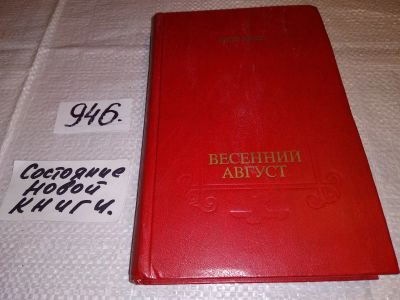 946.
Состояние
Новой
книги.
ВЕСЕННИЙ
АВГУСТ